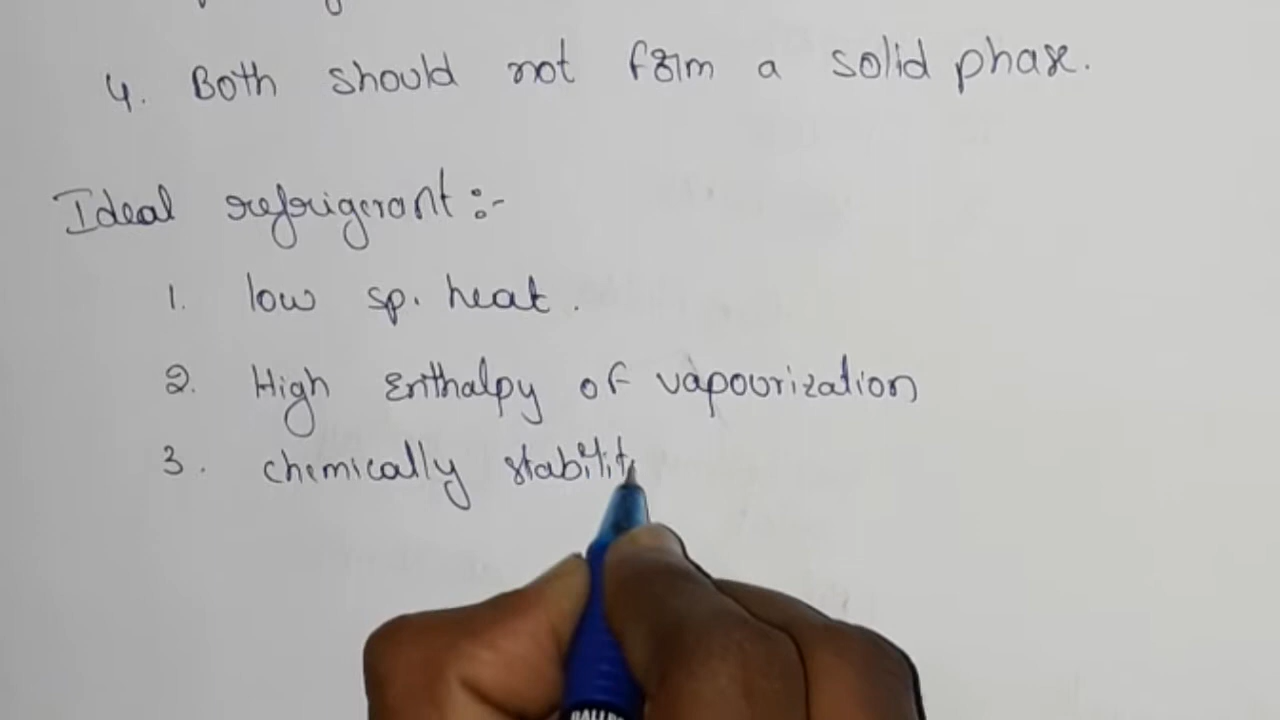 4. Both should not form a solid phase.
Ideal refrigerant :-
1. low sp. heat.
2. High Enthalpy of vapourization
3. chemically stabilit